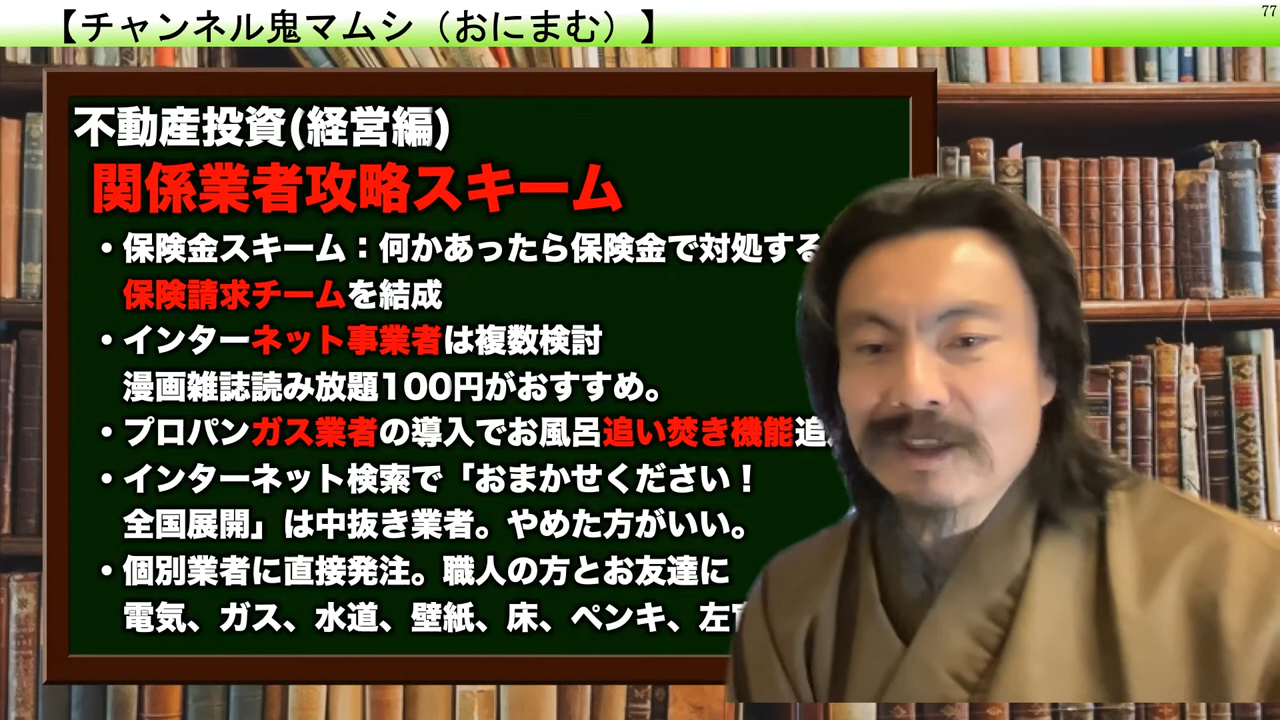 【チャンネル鬼マムシ（おにまむ）】
77
不動産投資(経営編)
関係業者攻略スキーム
・保険金スキーム：何かあったら保険金で対処する
保険請求チームを結成
・インターネット事業者は複数検討
漫画雑誌読み放題100円がおすすめ。
・プロパンガス業者の導入でお風呂追い焚き機能追
・インターネット検索で「おまかせください！
全国展開」は中抜き業者。やめた方がいい。
・個別業者に直接発注。職人の方とお友達に
電気、ガス、水道、壁紙、床、ペンキ、左